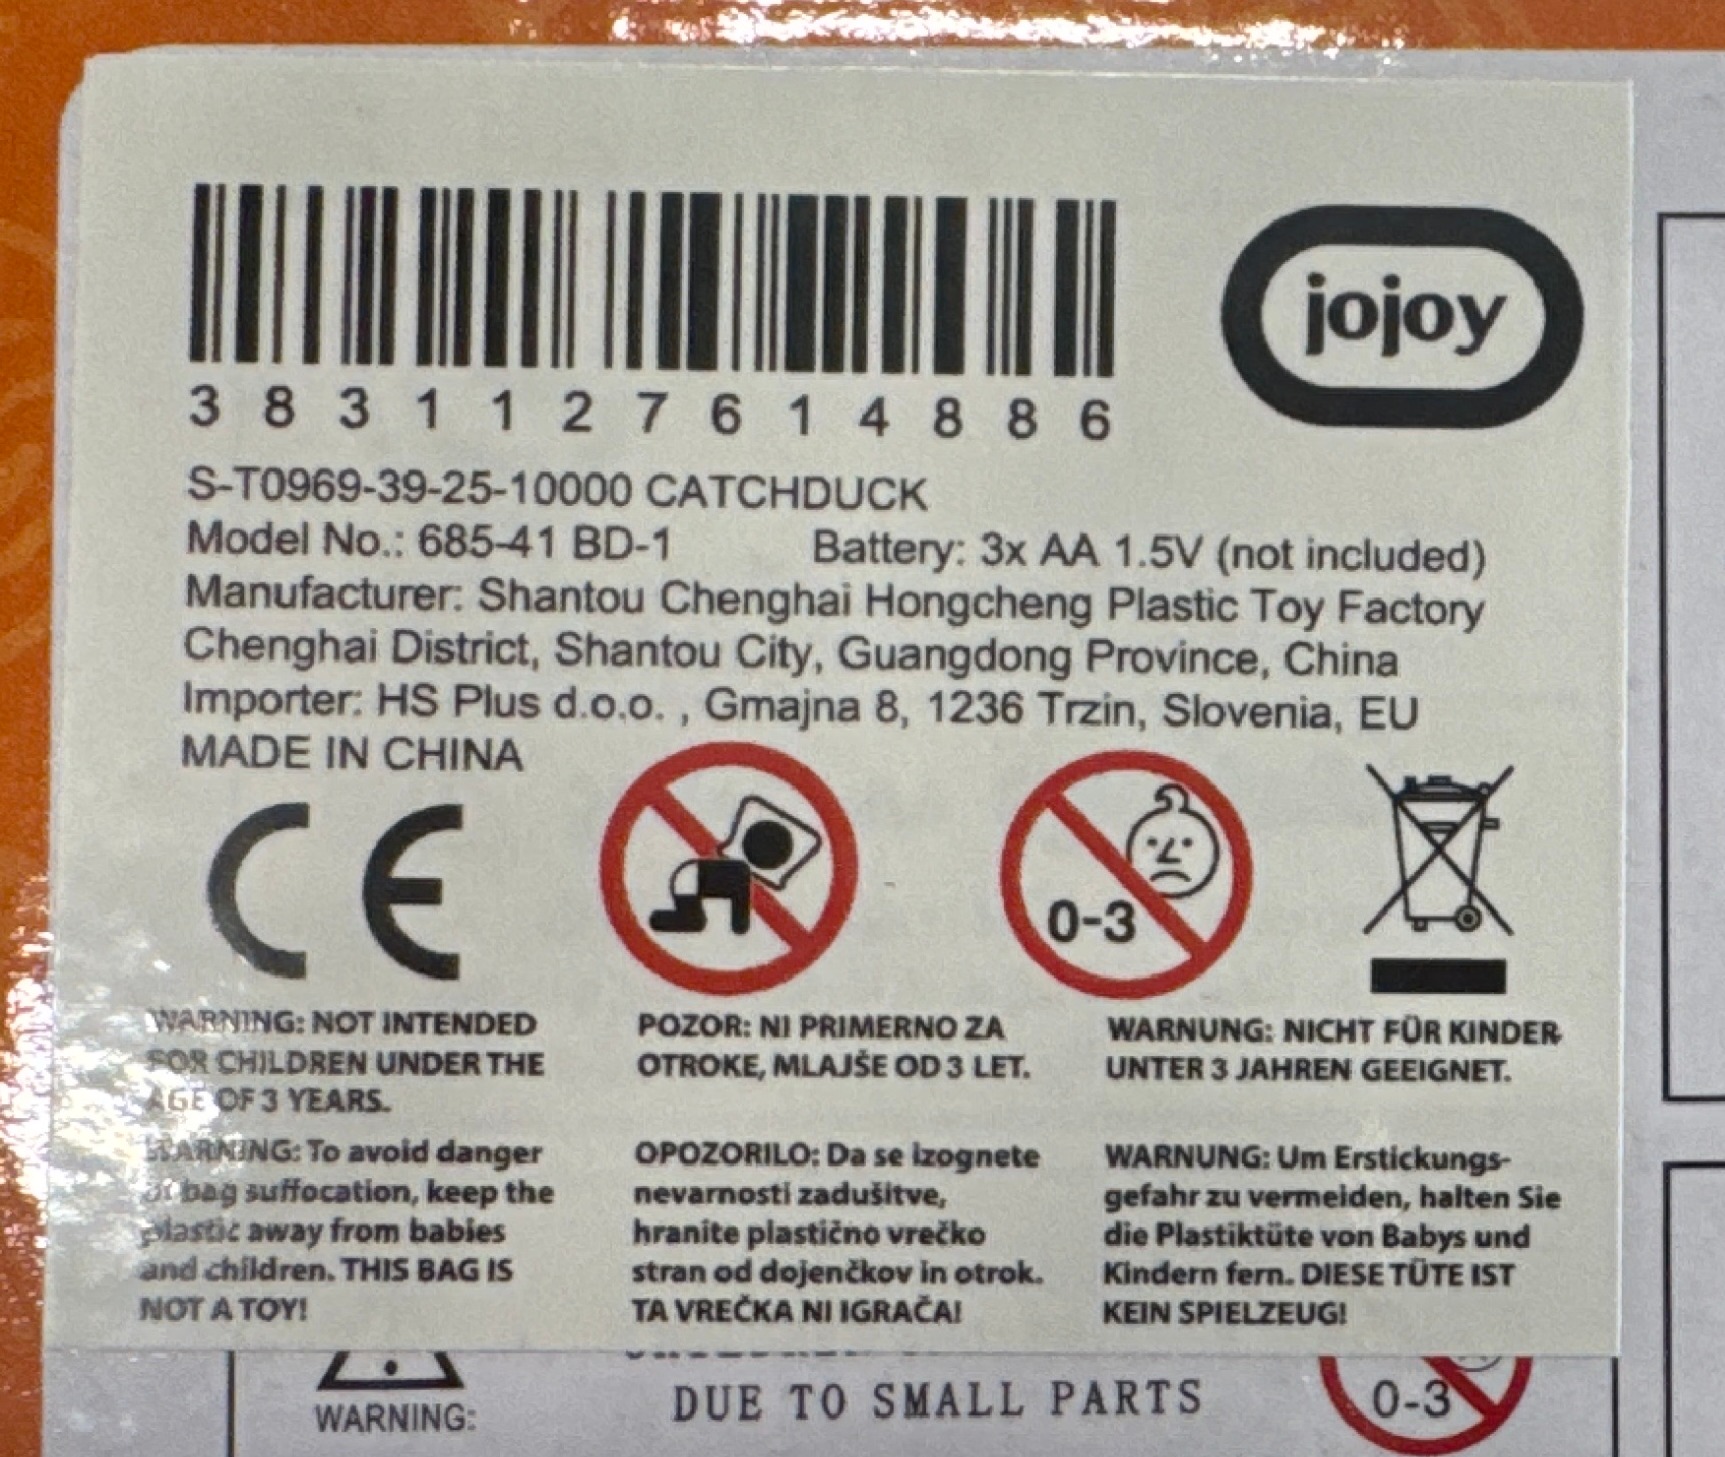 3 8 3 1 1 2 7 6 1 4 8 8 6
jojoy
S-T0969-39-25-10000 CATCHDUCK
Model No.: 685-41 BD-1 Battery: 3x AA 1.5V (not included)
Manufacturer: Shantou Chenghai Hongcheng Plastic Toy Factory
Chenghai District, Shantou City, Guangdong Province, China
Importer: HS Plus d.o.o. , Gmajna 8, 1236 Trzin, Slovenia, EU
MADE IN CHINA
CE
0-3
WARNING: NOT INTENDED
FOR CHILDREN UNDER THE
AGE OF 3 YEARS.
WARNING: To avoid danger
of bag suffocation, keep the
plastic away from babies
and children. THIS BAG IS
NOT A TOY!
POZOR: NI PRIMERNO ZA
OTROKE, MLAJŠE OD 3 LET.
OPOZORILO: Da se izognete
nevarnosti zadušitve,
hranite plastično vrečko
stran od dojenčkov in otrok.
TA VREČKA NI IGRAČA!
WARNUNG: NICHT FÜR KINDER
UNTER 3 JAHREN GEEIGNET.
WARNUNG: Um Erstickungs-
gefahr zu vermeiden, halten Sie
die Plastiktüte von Babys und
Kindern fern. DIESE TÜTE IST
KEIN SPIELZEUG!
WARNING:
DUE TO SMALL PARTS
0-3